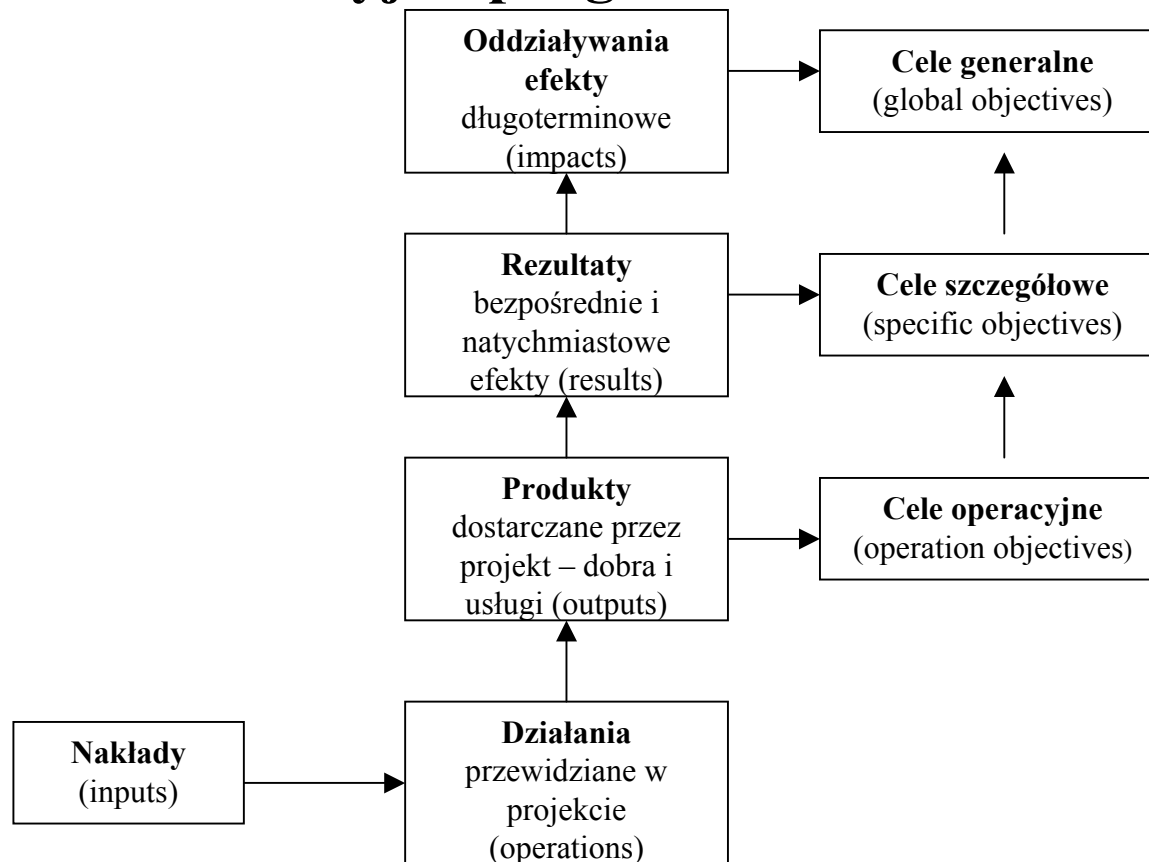 Oddziaływania
efekty
długoterminowe
(impacts)
Cele generalne
(global objectives)
Rezultaty
bezpośrednie i
natychmiastowe
efekty (results)
Cele szczegółowe
(specific objectives)
Produkty
dostarczane przez
projekt – dobra i
usługi (outputs)
Cele operacyjne
(operation objectives)
Nakłady
(inputs)
Działania
przewidziane w
projekcie
(operations)